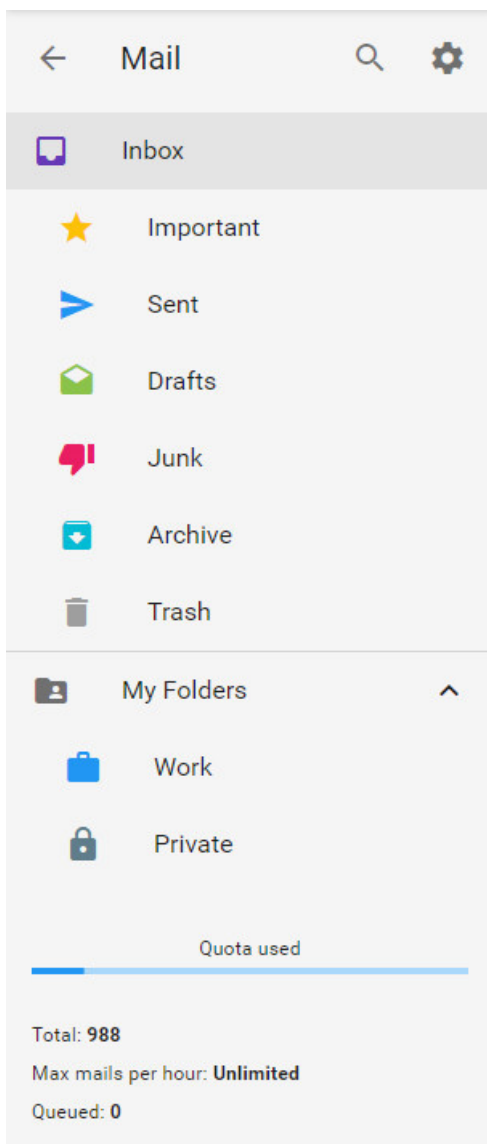 Mail
Inbox
Important
Sent
Drafts
Junk
Archive
Trash
My Folders
Work
Private
Quota used
Total: 988
Max mails per hour: Unlimited
Queued: 0